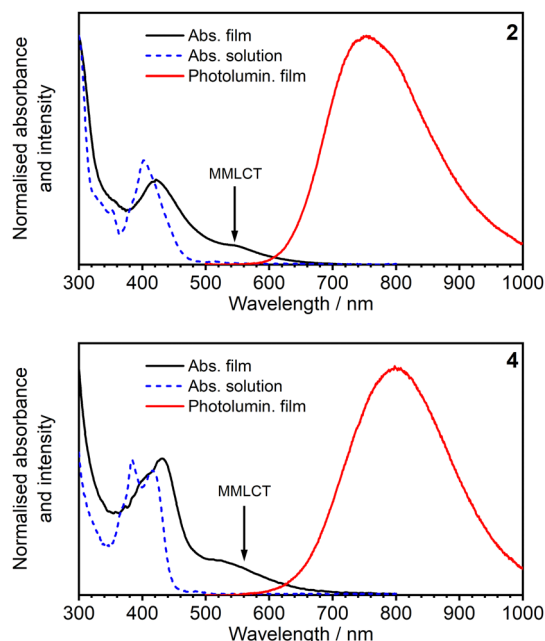 2
Abs. film
Abs. solution
Photolumin. film
MMLCT
Normalised absorbance
and intensity
300 400 500 600 700 800 900 1000
Wavelength / nm
4
Abs. film
Abs. solution
Photolumin. film
MMLCT
Normalised absorbance
and intensity
300 400 500 600 700 800 900 1000
Wavelength / nm